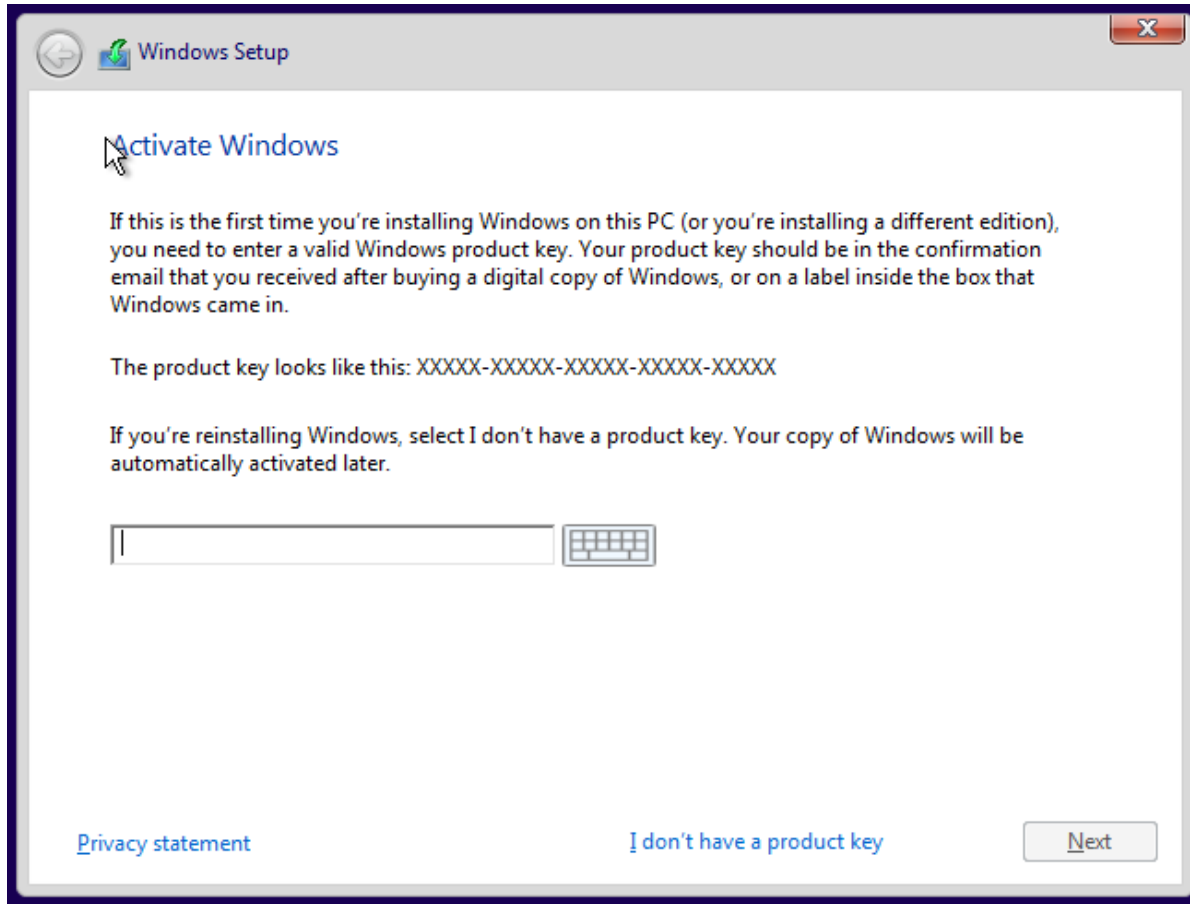 Windows Setup
X
Activate Windows
If this is the first time you're installing Windows on this PC (or you're installing a different edition),
you need to enter a valid Windows product key. Your product key should be in the confirmation
email that you received after buying a digital copy of Windows, or on a label inside the box that
Windows came in.
The product key looks like this: XXXXX-XXXXX-XXXXX-XXXXX-XXXXX
If you're reinstalling Windows, select I don't have a product key. Your copy of Windows will be
automatically activated later.
Privacy statement
I don't have a product key
Next